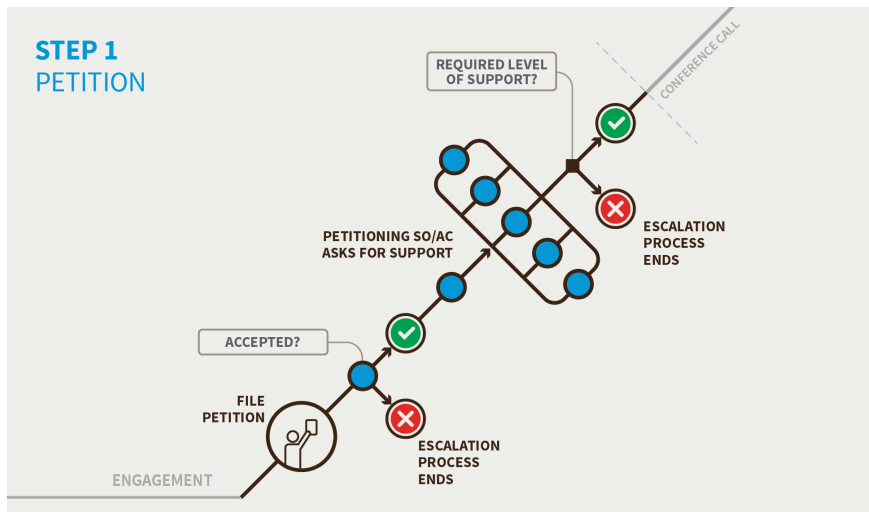 STEP 1
PETITION
REQUIRED LEVEL
OF SUPPORT?
CONFERENCE CALL
ESCALATION
PROCESS
ENDS
PETITIONING SO/AC
ASKS FOR SUPPORT
ACCEPTED?
FILE
PETITION
ESCALATION
PROCESS
ENDS
ENGAGEMENT